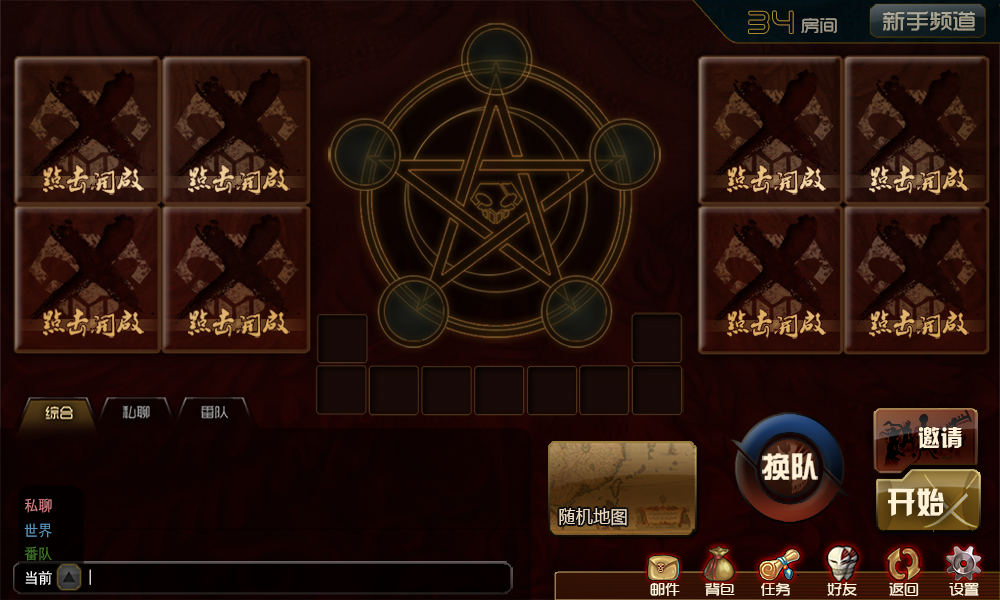 34 房间
新手频道
点击开启
点击开启
点击开启
点击开启
点击开启
点击开启
点击开启
点击开启
综合
私聊
番队
私聊
世界
番队
当前
随机地图
换队
邀请
开始
邮件
背包
任务
好友
返回
设置